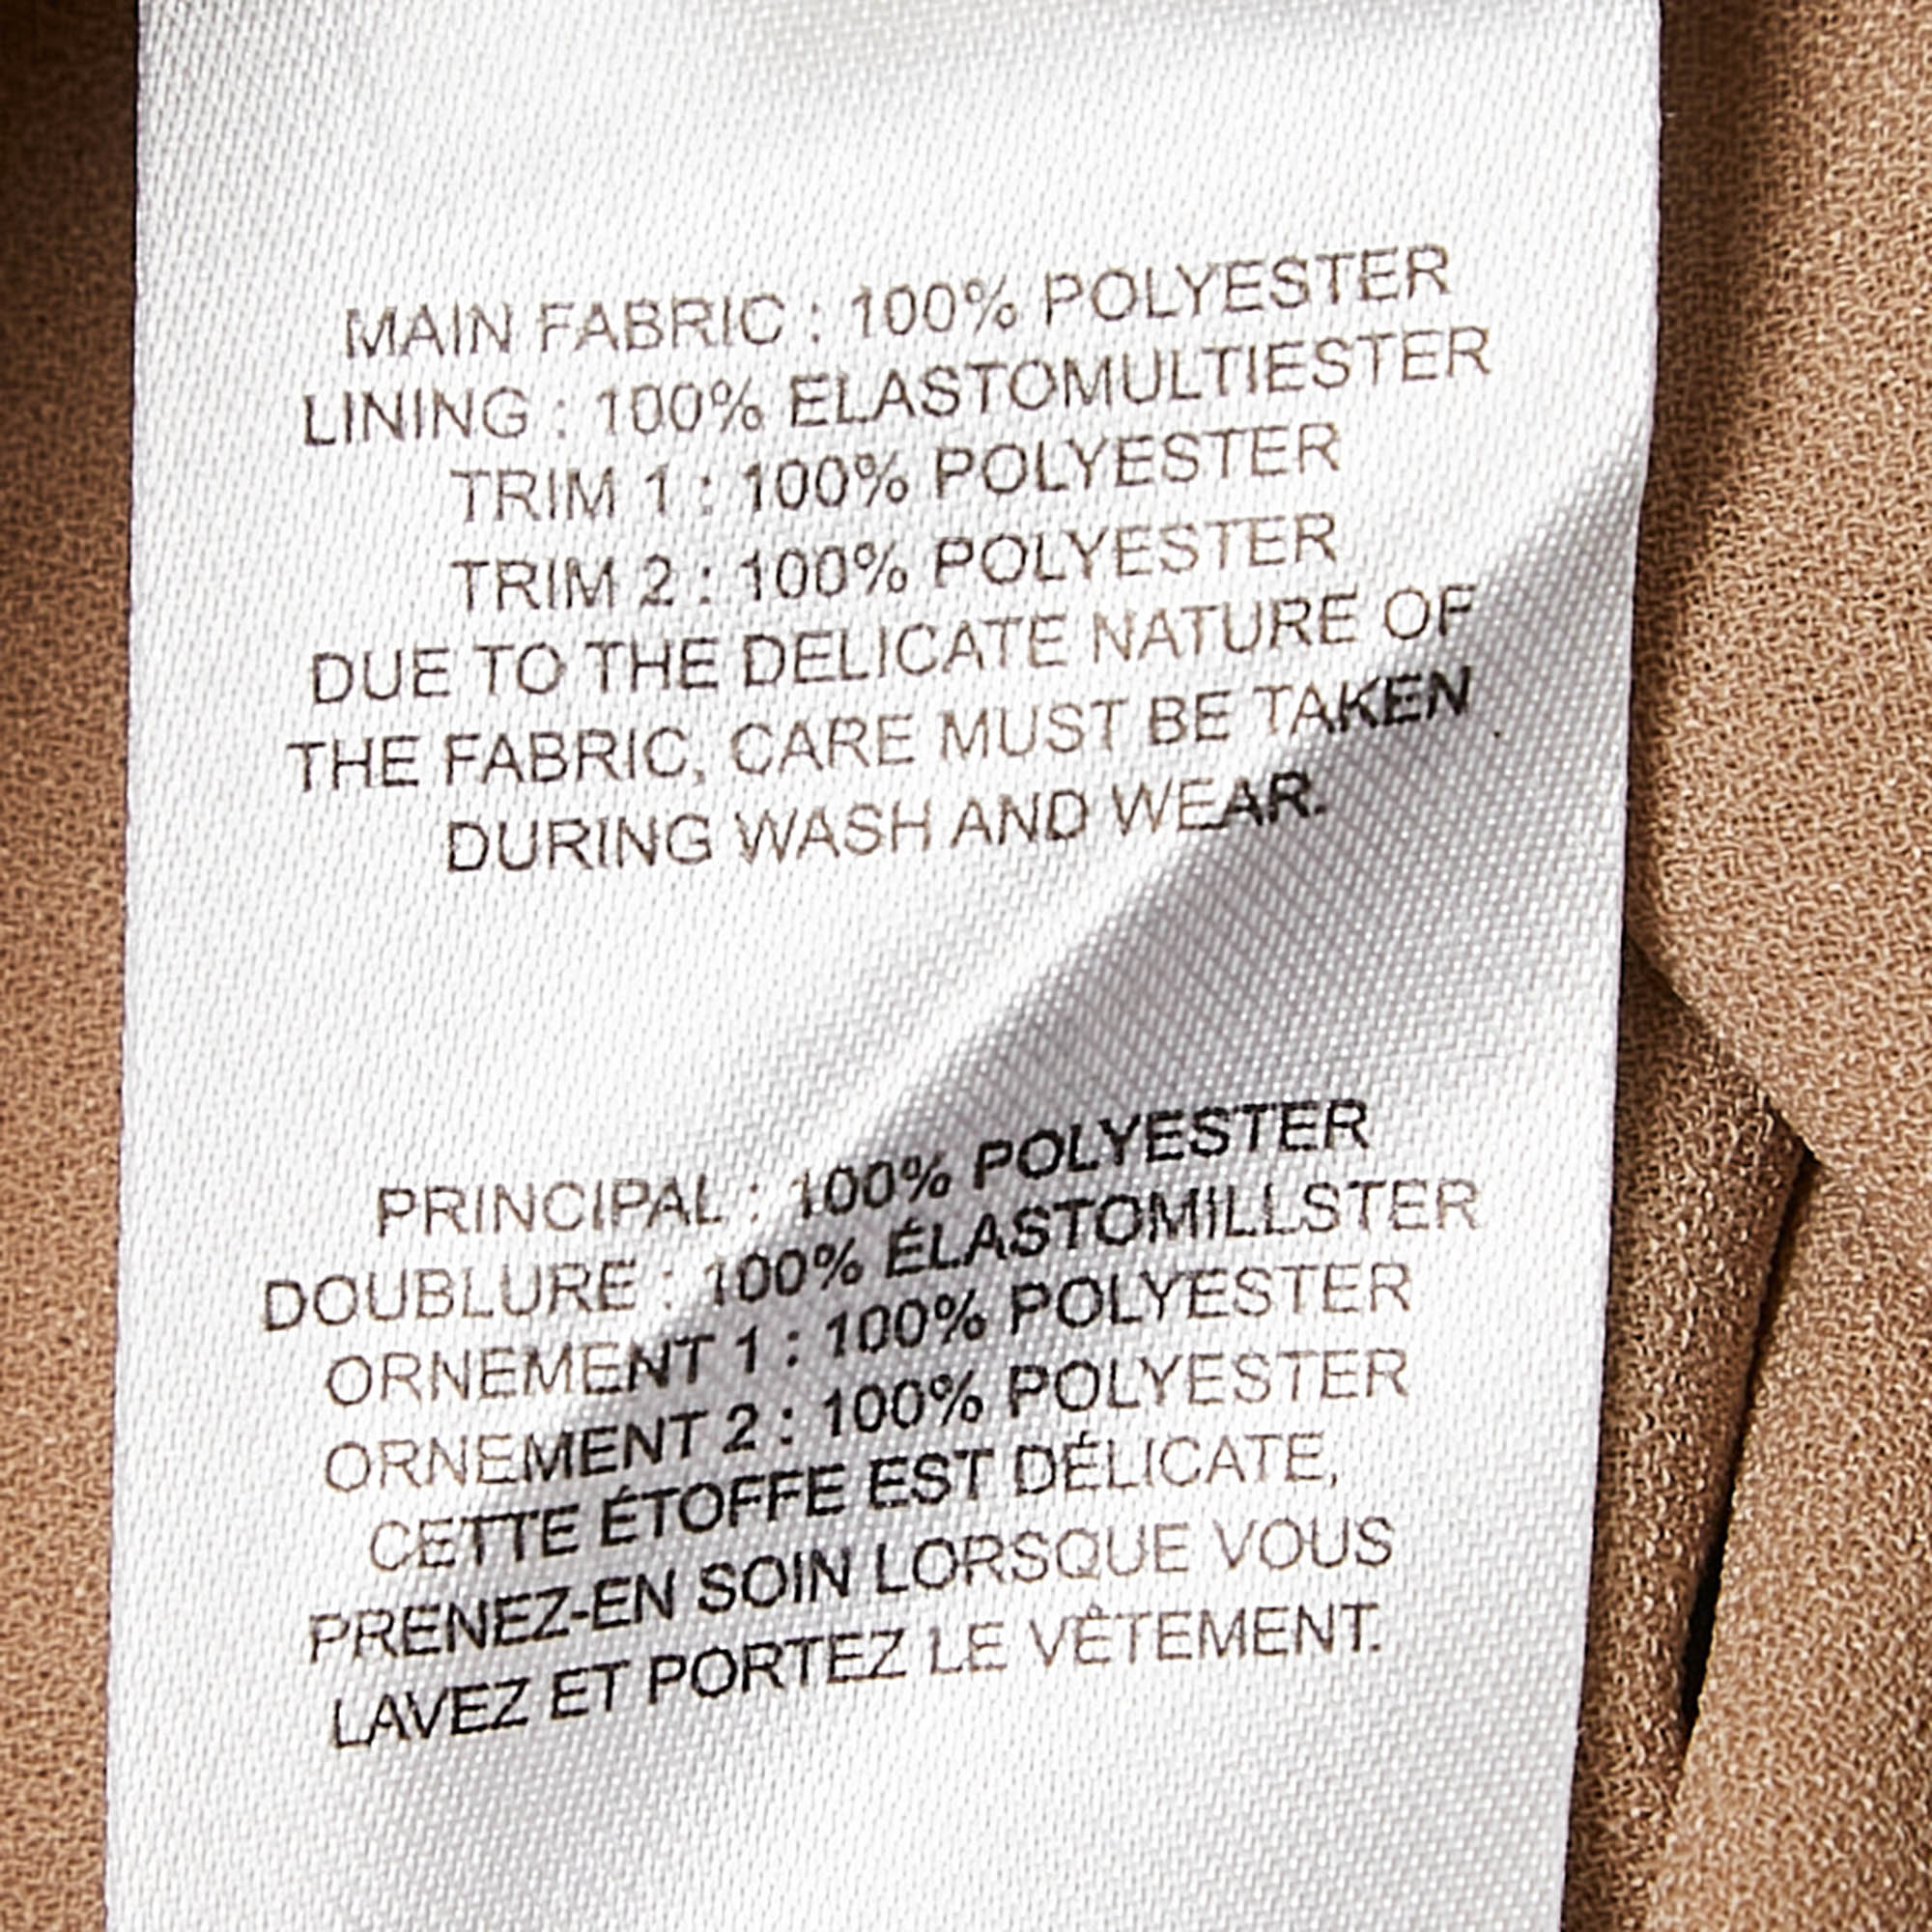 MAIN FABRIC : 100% POLYESTER
LINING : 100% ELASTOMULTIESTER
TRIM 1 : 100% POLYESTER
TRIM 2 : 100% POLYESTER
DUE TO THE DELICATE NATURE OF
THE FABRIC, CARE MUST BE TAKEN
DURING WASH AND WEAR.
PRINCIPAL : 100% POLYESTER
DOUBLURE : 100% ÉLASTOMILLSTER
ORNEMENT 1 : 100% POLYESTER
ORNEMENT 2 : 100% POLYESTER
CETTE ÉTOFFE EST DÉLICATE,
PRENEZ-EN SOIN LORSQUE VOUS
LAVEZ ET PORTEZ LE VÊTEMENT.